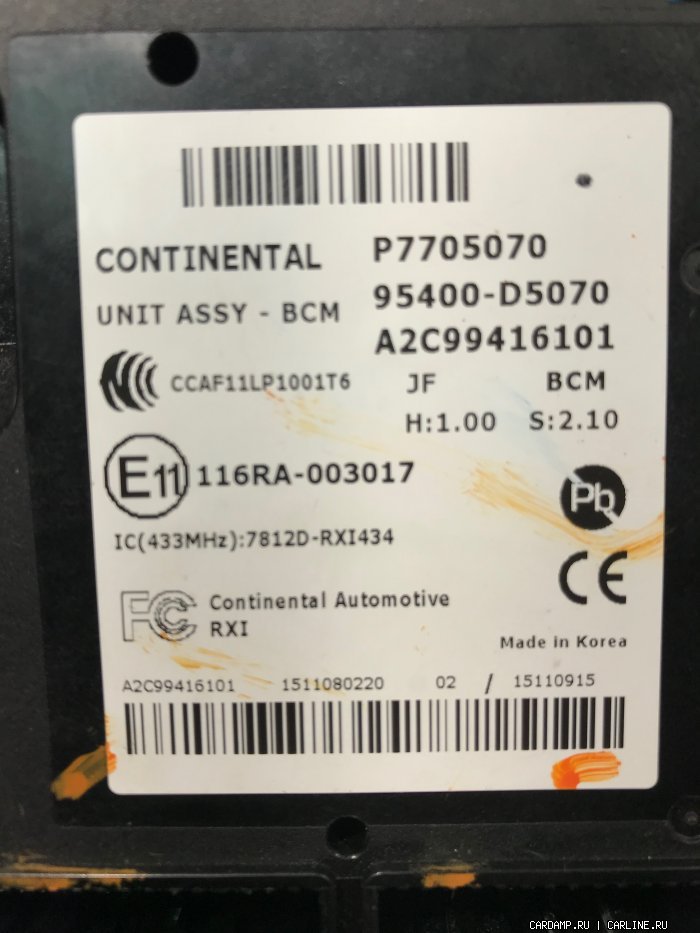 CONTINENTAL P7705070
UNIT ASSY - BCM 95400-D5070
A2C99416101
CCAF11LP1001T6 JF BCM
H:1.00 S:2.10
E11 116RA-003017
Pb
IC(433MHz):7812D-RXI434
CE
FC Continental Automotive
RXI
Made in Korea
A2C99416101 1511080220 02 / 15110915
CARDAMP.RU | CARLINE.RU